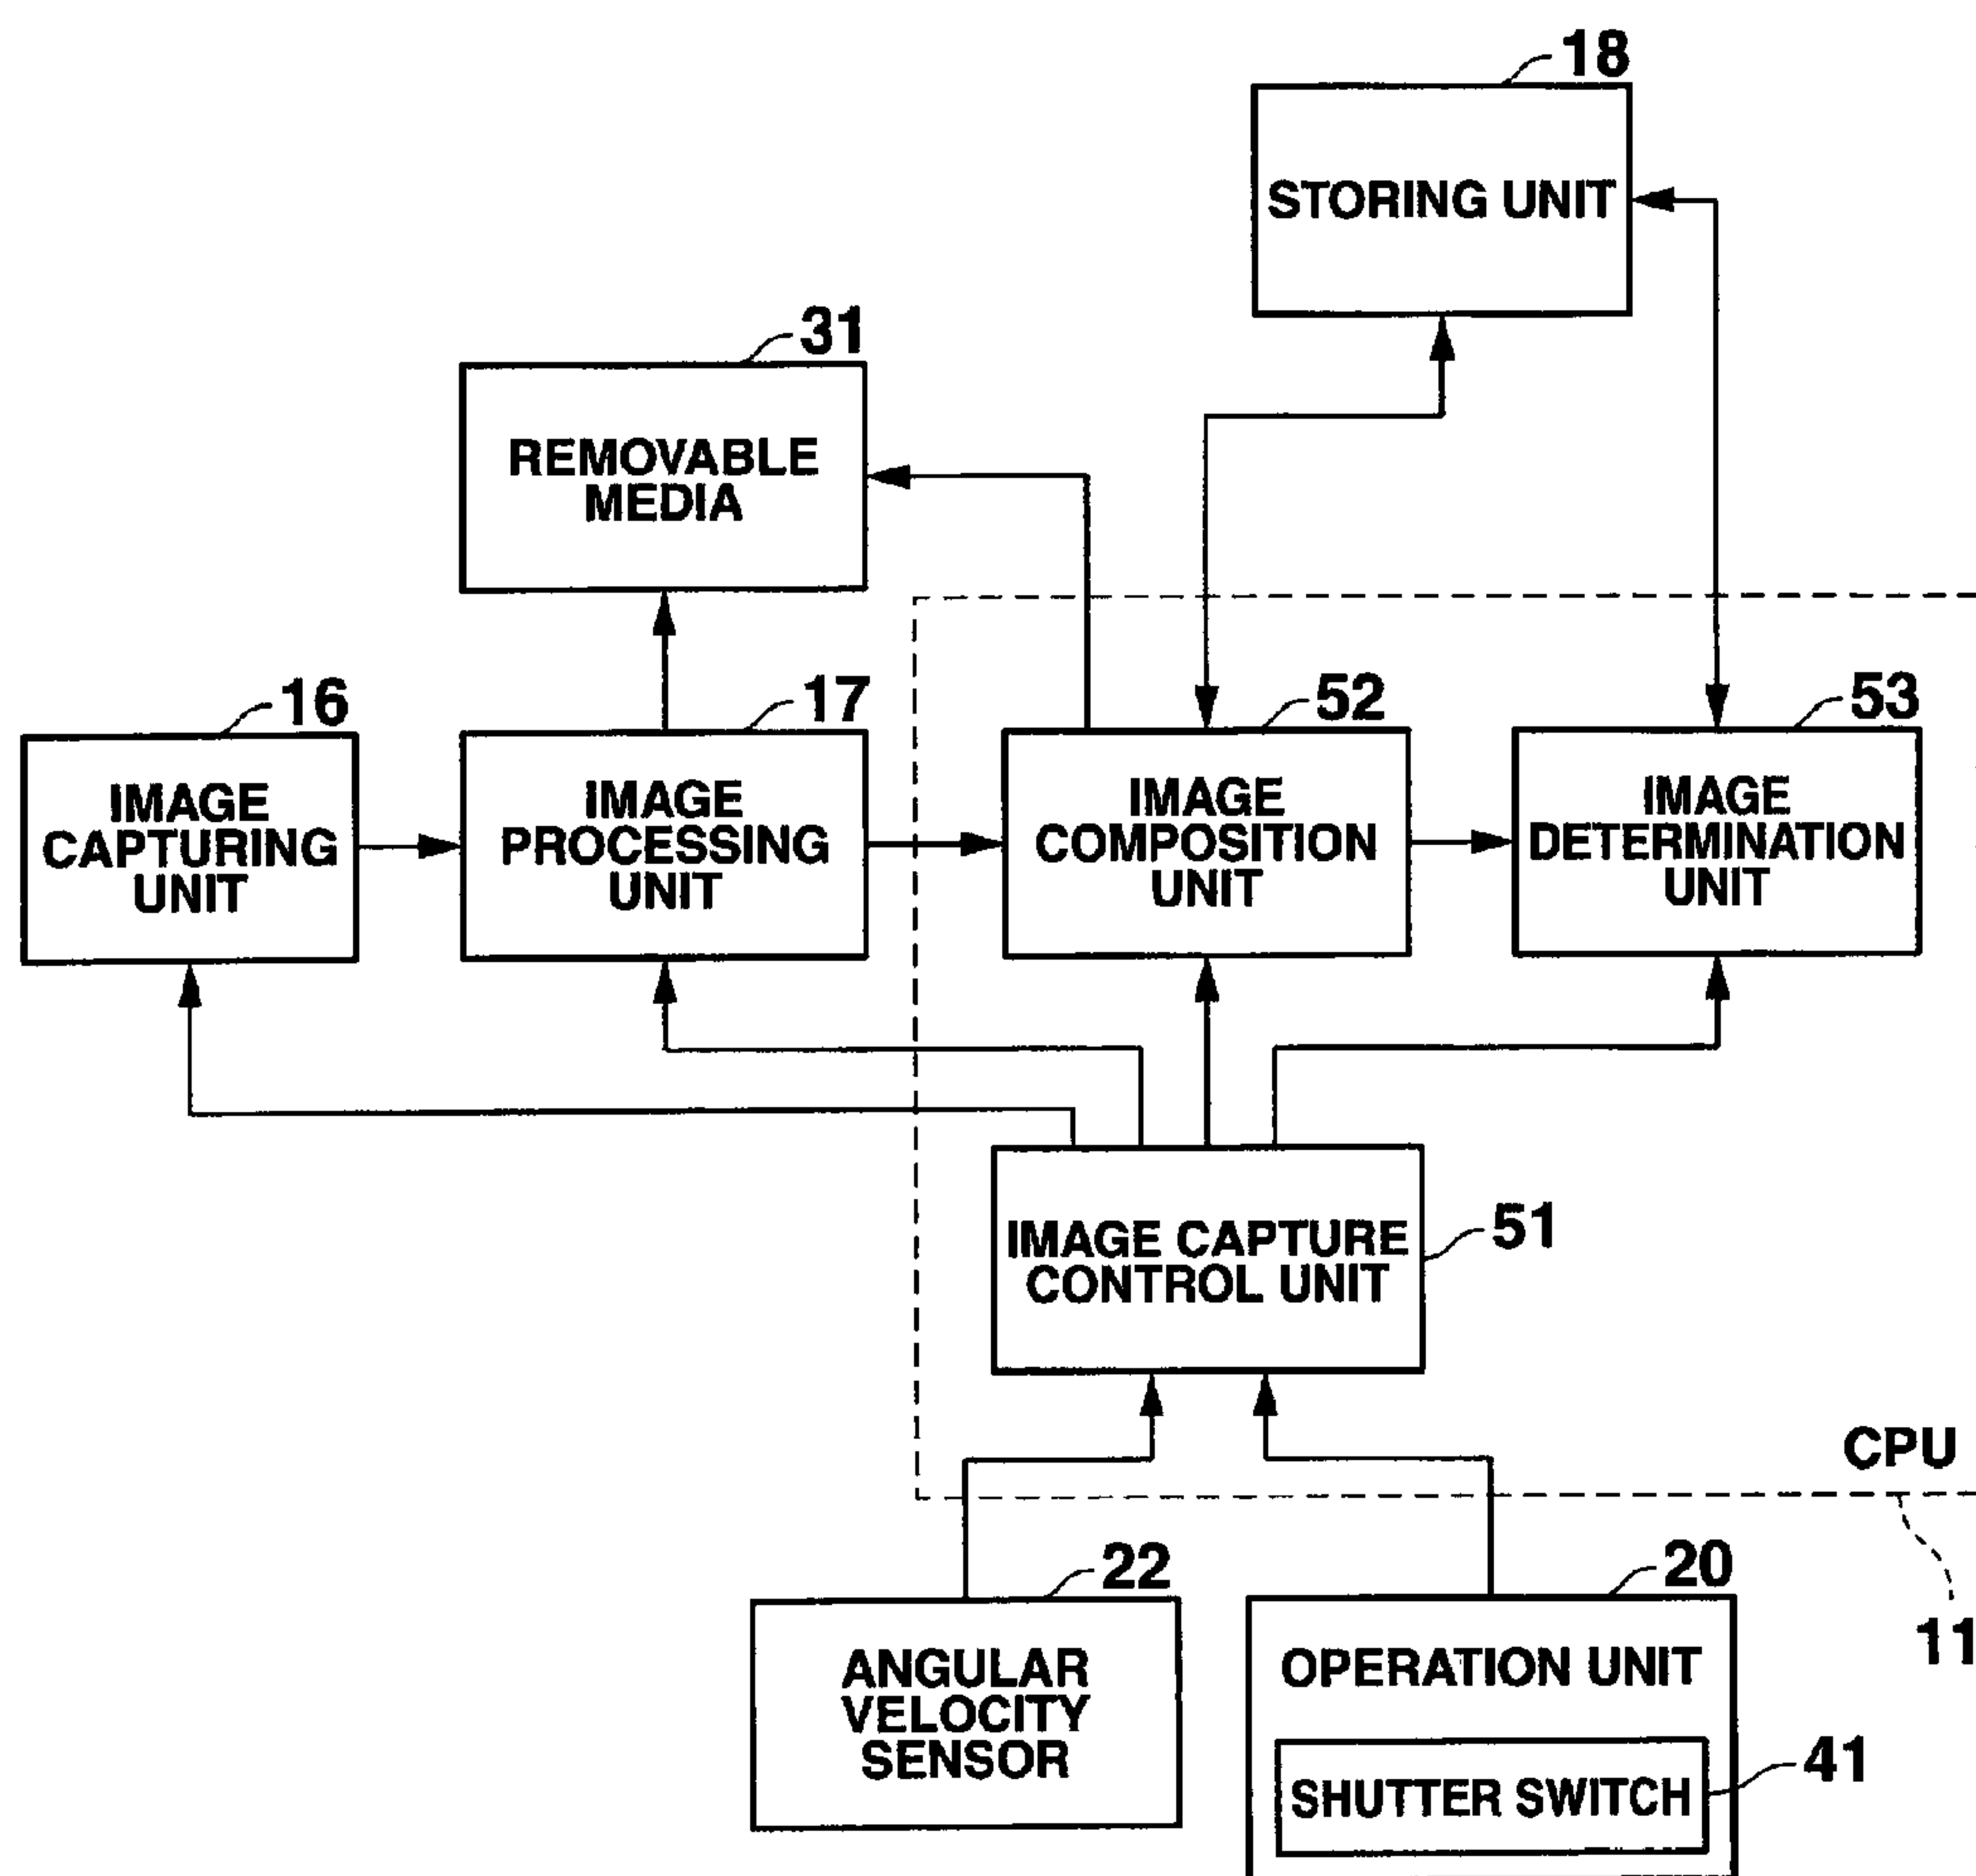 18
STORING UNIT
31
REMOVABLE
MEDIA
16
IMAGE
CAPTURING
UNIT
17
IMAGE
PROCESSING
UNIT
52
IMAGE
COMPOSITION
UNIT
53
IMAGE
DETERMINATION
UNIT
IMAGE CAPTURE
CONTROL UNIT
51
CPU
11
22
ANGULAR
VELOCITY
SENSOR
20
OPERATION UNIT
SHUTTER SWITCH
41